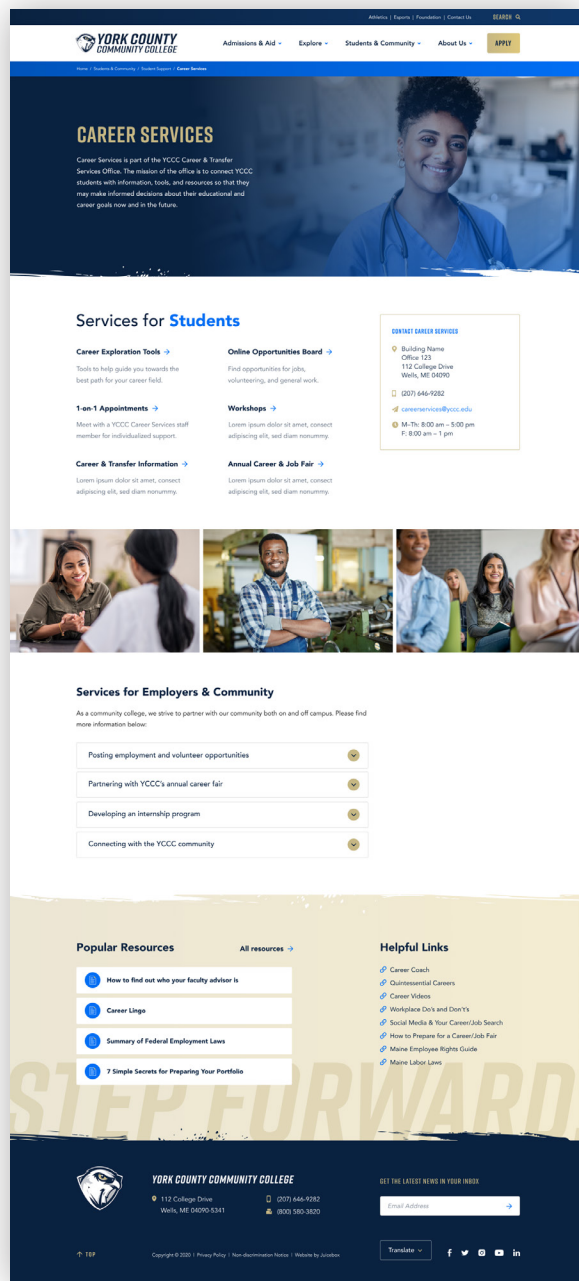 Athletics | Esports | Foundation | Contact Us SEARCH
YORK COUNTY
COMMUNITY COLLEGE
Admissions & Aid Explore Students & Community About Us APPLY
Home / Students & Community / Student Support / Career Services
CAREER SERVICES
Career Services is part of the YCCC Career & Transfer
Services Office. The mission of the office is to connect YCCC
students with information, tools, and resources so that they
may make informed decisions about their educational and
career goals now and in the future.
Services for Students
Career Exploration Tools →
Tools to help guide you towards the
best path for your career field.
Online Opportunities Board →
Find opportunities for jobs,
volunteering, and general work.
1-on-1 Appointments →
Meet with a YCCC Career Services staff
member for individualized support.
Workshops →
Lorem ipsum dolor sit amet, consect
adipiscing elit, sed diam nonummy.
Career & Transfer Information →
Lorem ipsum dolor sit amet, consect
adipiscing elit, sed diam nonummy.
Annual Career & Job Fair →
Lorem ipsum dolor sit amet, consect
adipiscing elit, sed diam nonummy.
CONTACT CAREER SERVICES
Building Name
Office 123
112 College Drive
Wells, ME 04090
(207) 646-9282
careerservices@yccc.edu
M-Th: 8:00 am – 5:00 pm
F: 8:00 am – 1 pm
Services for Employers & Community
As a community college, we strive to partner with our community both on and off campus. Please find
more information below:
Posting employment and volunteer opportunities
Partnering with YCCC's annual career fair
Developing an internship program
Connecting with the YCCC community
Popular Resources
All resources →
How to find out who your faculty advisor is
Career Lingo
Summary of Federal Employment Laws
7 Simple Secrets for Preparing Your Portfolio
Helpful Links
Career Coach
Quintessential Careers
Career Videos
Workplace Do's and Don't's
Social Media & Your Career/Job Search
How to Prepare for a Career/Job Fair
Maine Employee Rights Guide
Maine Labor Laws
STEP FORWARD.
YORK COUNTY COMMUNITY COLLEGE
112 College Drive
Wells, ME 04090-5341
(207) 646-9282
(800) 580-3820
GET THE LATEST NEWS IN YOUR INBOX
Email Address →
↑ TOP
Copyright © 2020 | Privacy Policy | Non-discrimination Notice | Website by Juicebox
Translate